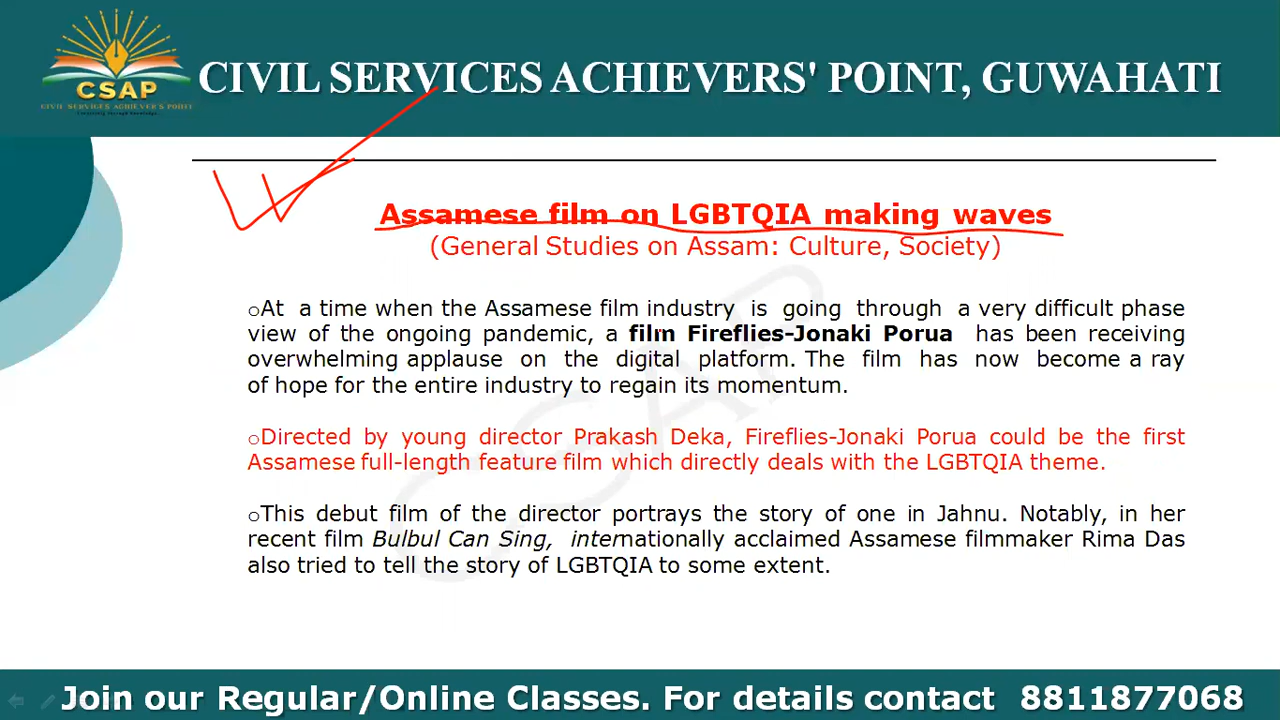 CSAP
CIVIL SERVICES ACHIEVER'S POINT
CIVIL SERVICES ACHIEVERS' POINT, GUWAHATI
Assamese film on LGBTQIA making waves
(General Studies on Assam: Culture, Society)
oAt a time when the Assamese film industry is going through a very difficult phase
view of the ongoing pandemic, a film Fireflies-Jonaki Porua has been receiving
overwhelming applause on the digital platform. The film has now become a ray
of hope for the entire industry to regain its momentum.
oDirected by young director Prakash Deka, Fireflies-Jonaki Porua could be the first
Assamese full-length feature film which directly deals with the LGBTQIA theme.
oThis debut film of the director portrays the story of one in Jahnu. Notably, in her
recent film Bulbul Can Sing, internationally acclaimed Assamese filmmaker Rima Das
also tried to tell the story of LGBTQIA to some extent.
CSAP
Join our Regular/Online Classes. For details contact 8811877068